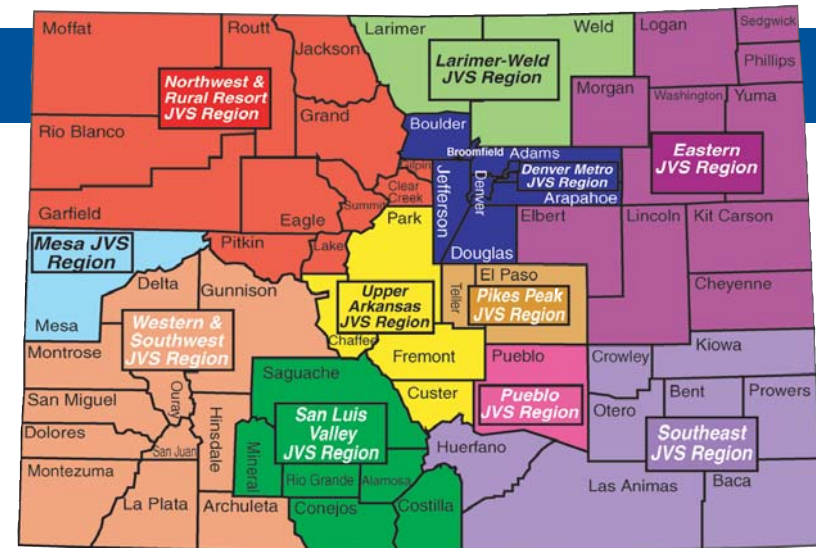 Moffat
Routt
Jackson
Larimer
Weld
Logan
Sedgwick
Phillips
Northwest &
Rural Resort
JVS Region
Larimer-Weld
JVS Region
Morgan
Washington
Yuma
Rio Blanco
Grand
Boulder
Broomfield
Adams
Eastern
JVS Region
Gilpin
Clear
Creek
Jefferson
Denver
Denver Metro
JVS Region
Arapahoe
Garfield
Eagle
Summit
Park
Douglas
Elbert
Lincoln
Kit Carson
Mesa JVS
Region
Pitkin
Lake
Delta
Gunnison
Upper
Arkansas
JVS Region
Teller
El Paso
Pikes Peak
JVS Region
Cheyenne
Mesa
Western &
Southwest
JVS Region
Chaffee
Montrose
Fremont
Pueblo
Crowley
Kiowa
Saguache
Custer
Pueblo
JVS Region
San Miguel
Ouray
Hinsdale
San Luis
Valley
JVS Region
Otero
Bent
Prowers
Dolores
San Juan
Mineral
Huerfano
Southeast
JVS Region
Montezuma
Rio Grande
Alamosa
Las Animas
Baca
La Plata
Archuleta
Conejos
Costilla